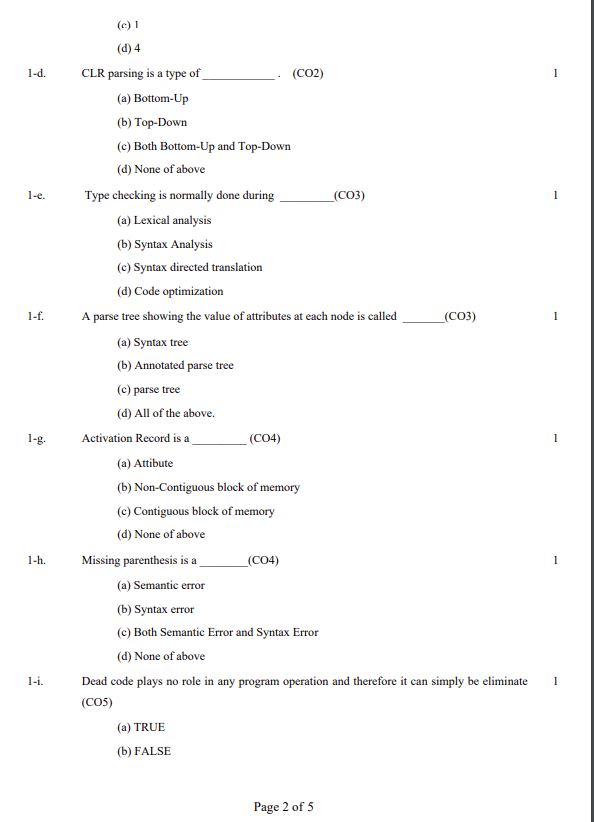 (c) 1
(d) 4
1-d. CLR parsing is a type of ____________ . (CO2) 1
(a) Bottom-Up
(b) Top-Down
(c) Both Bottom-Up and Top-Down
(d) None of above
1-e. Type checking is normally done during _________(CO3) 1
(a) Lexical analysis
(b) Syntax Analysis
(c) Syntax directed translation
(d) Code optimization
1-f. A parse tree showing the value of attributes at each node is called ______(CO3) 1
(a) Syntax tree
(b) Annotated parse tree
(c) parse tree
(d) All of the above.
1-g. Activation Record is a _________ (CO4) 1
(a) Attibute
(b) Non-Contiguous block of memory
(c) Contiguous block of memory
(d) None of above
1-h. Missing parenthesis is a ________(CO4) 1
(a) Semantic error
(b) Syntax error
(c) Both Semantic Error and Syntax Error
(d) None of above
1-i. Dead code plays no role in any program operation and therefore it can simply be eliminate 1
(CO5)
(a) TRUE
(b) FALSE
Page 2 of 5